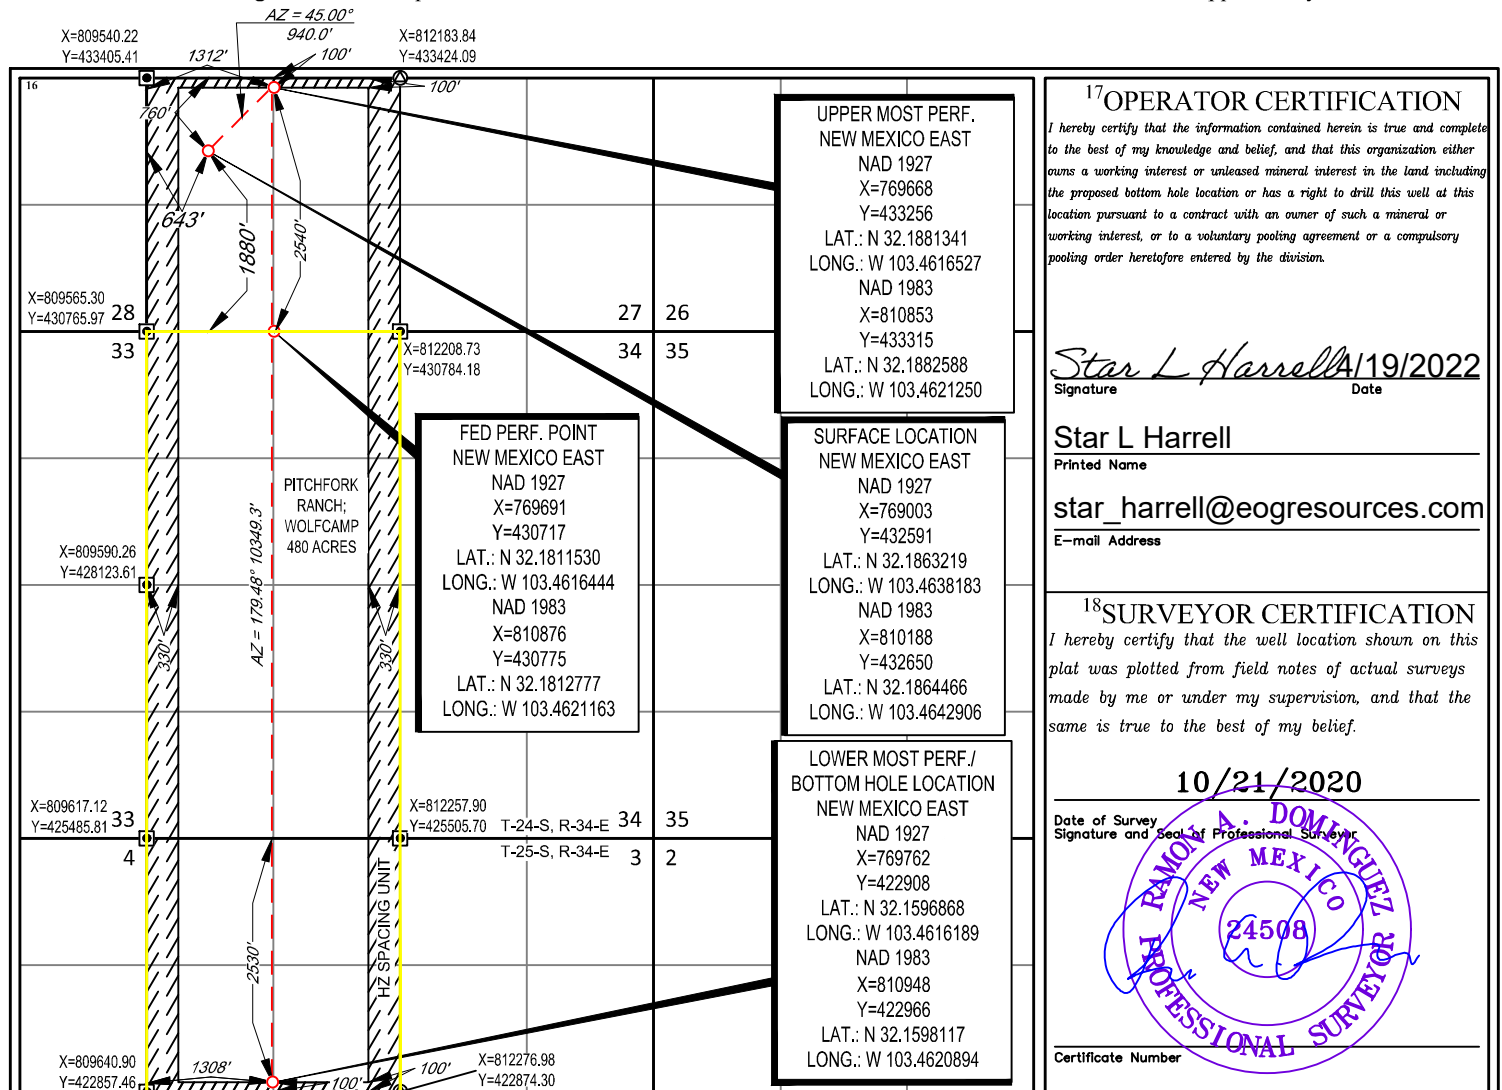 AZ = 45.00°
940.0'
X=809540.22
Y=433405.41
X=812183.84
Y=433424.09
1312'
100'
100'
16
760'
643'
1880'
2540'
X=809565.30
Y=430765.97
28
33
27
26
34
35
X=812208.73
Y=430784.18
UPPER MOST PERF.
NEW MEXICO EAST
NAD 1927
X=769668
Y=433256
LAT.: N 32.1881341
LONG.: W 103.4616527
NAD 1983
X=810853
Y=433315
LAT.: N 32.1882588
LONG.: W 103.4621250
FED PERF. POINT
NEW MEXICO EAST
NAD 1927
X=769691
Y=430717
LAT.: N 32.1811530
LONG.: W 103.4616444
NAD 1983
X=810876
Y=430775
LAT.: N 32.1812777
LONG.: W 103.4621163
SURFACE LOCATION
NEW MEXICO EAST
NAD 1927
X=769003
Y=432591
LAT.: N 32.1863219
LONG.: W 103.4638183
NAD 1983
X=810188
Y=432650
LAT.: N 32.1864466
LONG.: W 103.4642906
PITCHFORK
RANCH;
WOLFCAMP
480 ACRES
AZ = 179.48° 10349.3'
X=809590.26
Y=428123.61
330'
330'
X=809617.12
Y=425485.81
33
4
X=812257.90
Y=425505.70
T-24-S, R-34-E
T-25-S, R-34-E
34
35
3
2
HZ SPACING UNIT
2530'
LOWER MOST PERF./
BOTTOM HOLE LOCATION
NEW MEXICO EAST
NAD 1927
X=769762
Y=422908
LAT.: N 32.1596868
LONG.: W 103.4616189
NAD 1983
X=810948
Y=422966
LAT.: N 32.1598117
LONG.: W 103.4620894
X=809640.90
Y=422857.46
1308'
100'
100'
X=812276.98
Y=422874.30
17OPERATOR CERTIFICATION
I hereby certify that the information contained herein is true and complete
to the best of my knowledge and belief, and that this organization either
owns a working interest or unleased mineral interest in the land including
the proposed bottom hole location or has a right to drill this well at this
location pursuant to a contract with an owner of such a mineral or
working interest, or to a voluntary pooling agreement or a compulsory
pooling order heretofore entered by the division.
Star L Harrell 4/19/2022
Signature Date
Star L Harrell
Printed Name
star_harrell@eogresources.com
E-mail Address
18SURVEYOR CERTIFICATION
I hereby certify that the well location shown on this
plat was plotted from field notes of actual surveys
made by me or under my supervision, and that the
same is true to the best of my belief.
10/21/2020
Date of Survey
Signature and Seal of Professional Surveyor
RAMON A. DOMINGUEZ
NEW MEXICO
24508
PROFESSIONAL SURVEYOR
Certificate Number